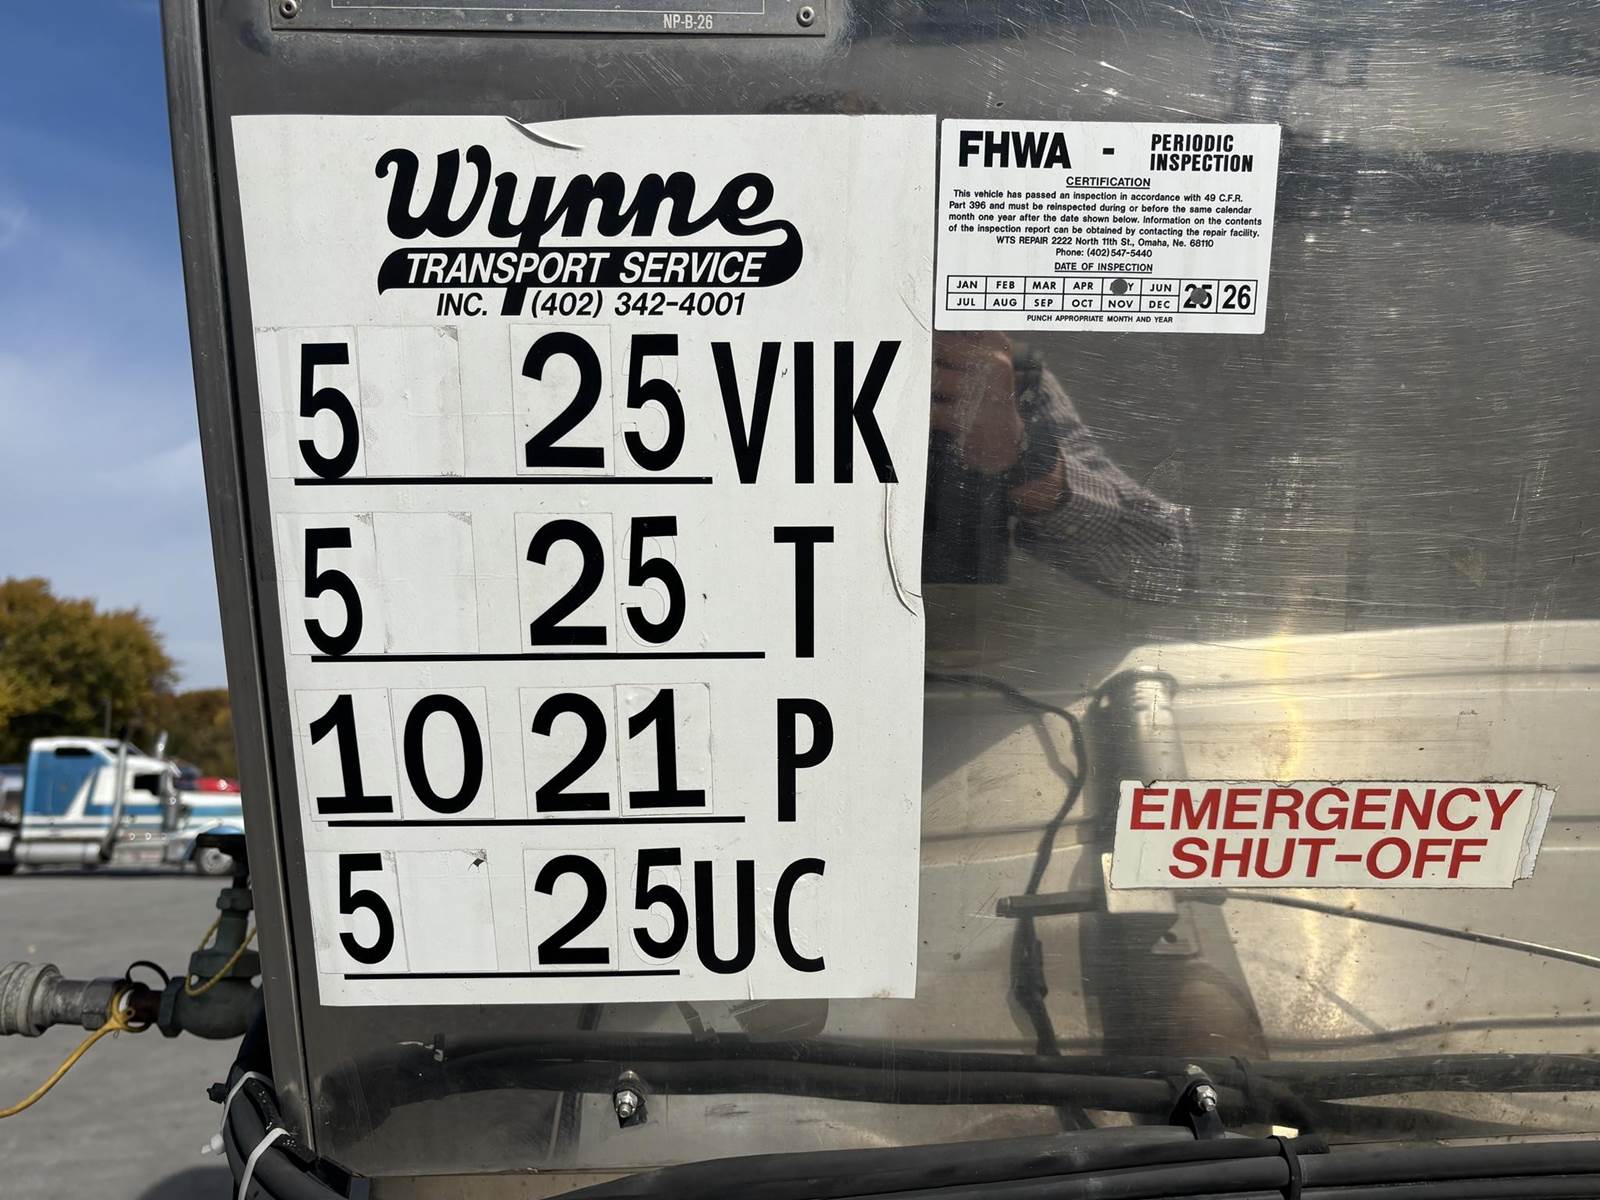 NP-B-26
Wynne
TRANSPORT SERVICE
INC. (402) 342-4001
5 25 VIK
5 25 T
10 21 P
5 25 UC
FHWA - PERIODIC
INSPECTION
CERTIFICATION
This vehicle has passed an inspection in accordance with 49 C.F.R.
Part 396 and must be reinspected during or before the same calendar
month one year after the date shown below. Information on the contents
of the inspection report can be obtained by contacting the repair facility.
WTS REPAIR 2222 North 11th St., Omaha, Ne. 68110
Phone: (402) 547-5440
DATE OF INSPECTION
JAN FEB MAR APR JUN 25 26
JUL AUG SEP OCT NOV DEC
PUNCH APPROPRIATE MONTH AND YEAR
EMERGENCY
SHUT-OFF